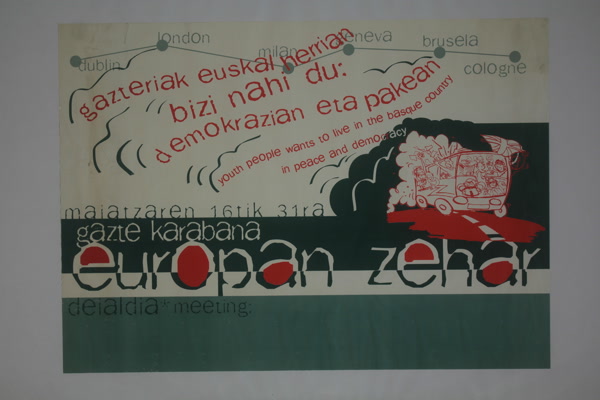 dublin
london
milan
geneva
brusela
cologne
gazteriak euskal herrian
bizi nahi du:
demokrazian eta pakean
youth people wants to live in the basque country
in peace and democracy
maiatzaren 16tik 31ra
gazte karabana
europan zehar
deialdia*meeting: